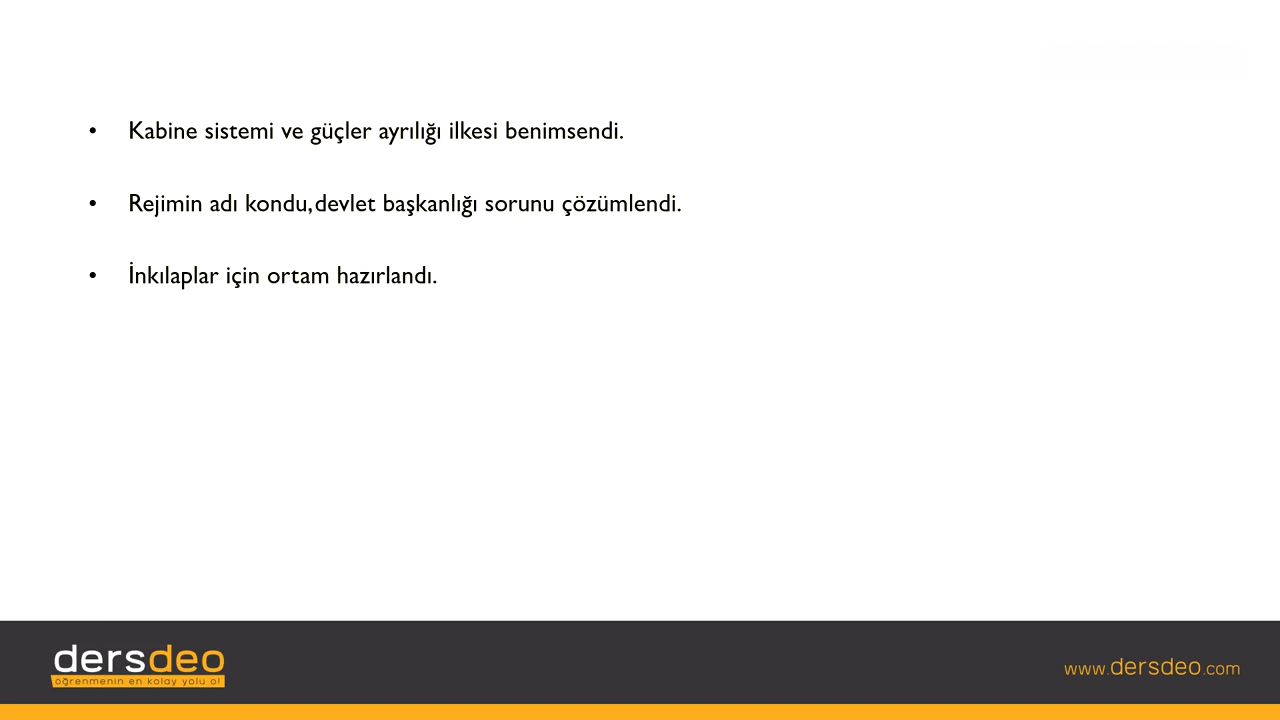 • Kabine sistemi ve güçler ayrılığı ilkesi benimsendi.
• Rejimin adı kondu,devlet başkanlığı sorunu çözümlendi.
• İnkılaplar için ortam hazırlandı.
dersdeo
öğrenmenin en kolay yolu o!
www.dersdeo.com